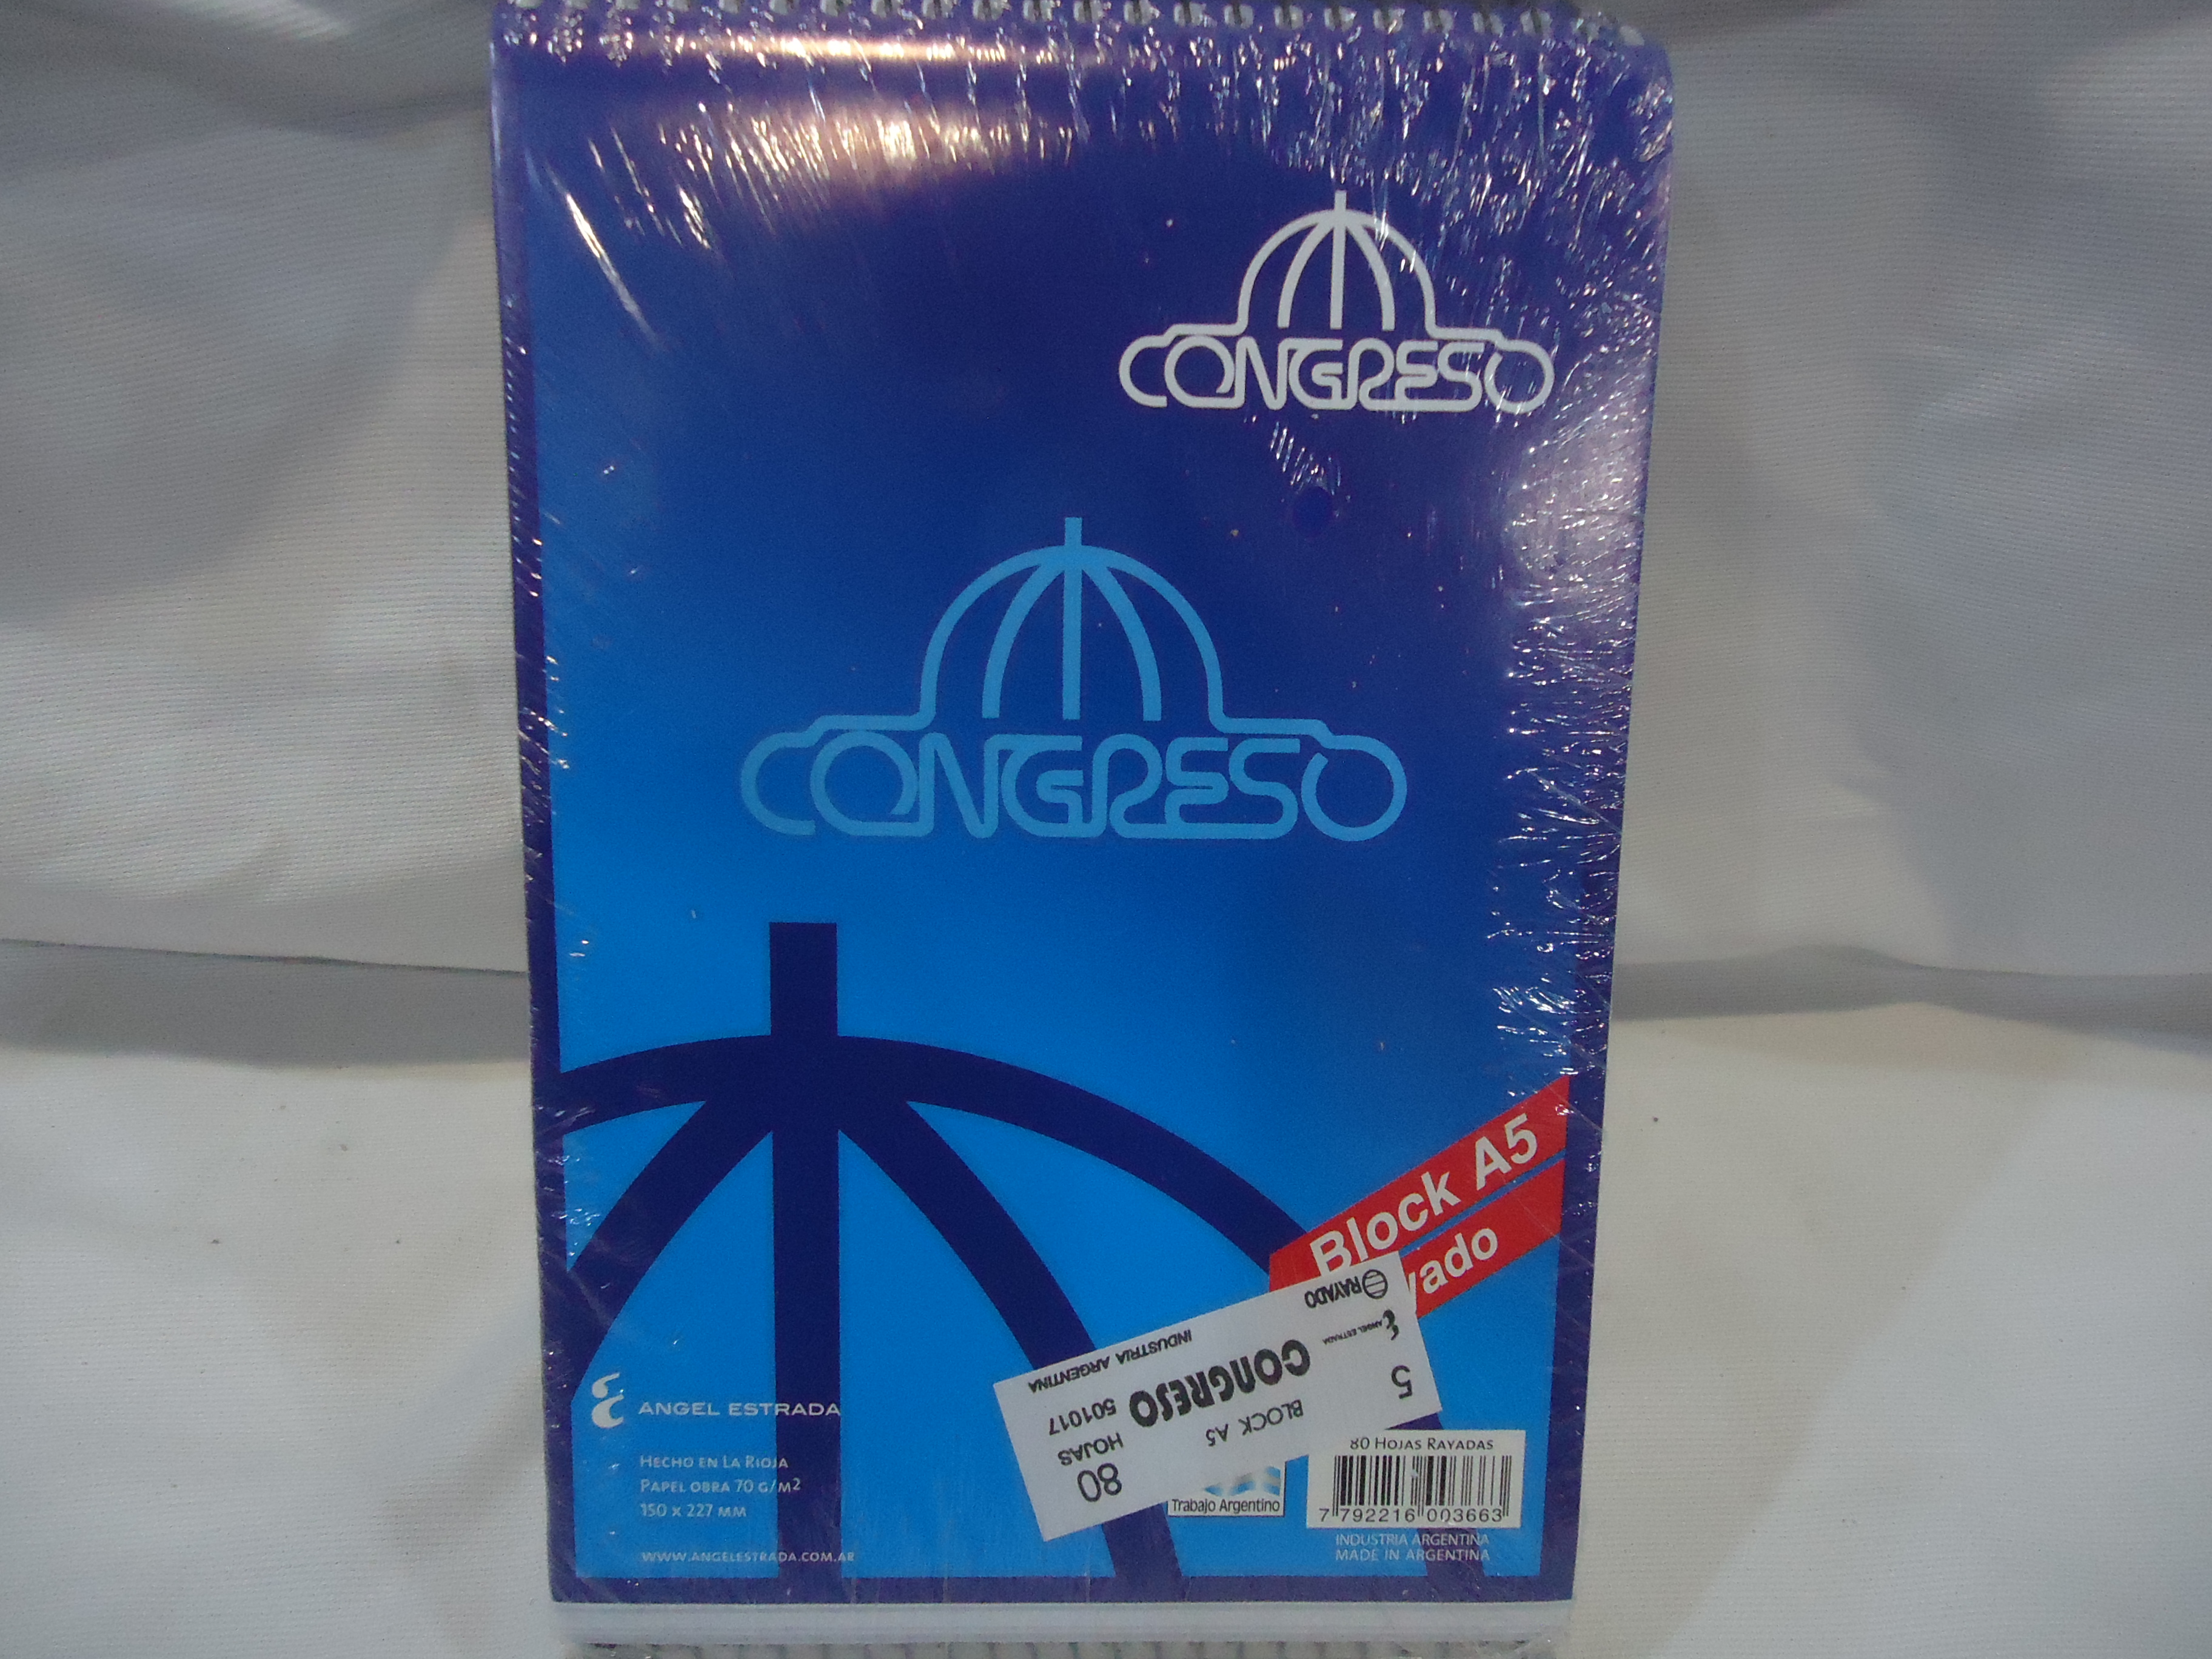 CONGRESO
CONGRESO
Block A5
vado
RAYADO
ANGEL ESTRADA
INDUSTRIA ARGENTINA
5
CONGRESO
501017
BLOCK A5
80
HOJAS
ANGEL ESTRADA
HECHO EN LA RIOJA
PAPEL OBRA 70 G/M2
150 X 227 MM
WWW.ANGELESTRADA.COM.AR
Trabajo Argentino
80 HOJAS RAYADAS
7 792216 003663
INDUSTRIA ARGENTINA
MADE IN ARGENTINA